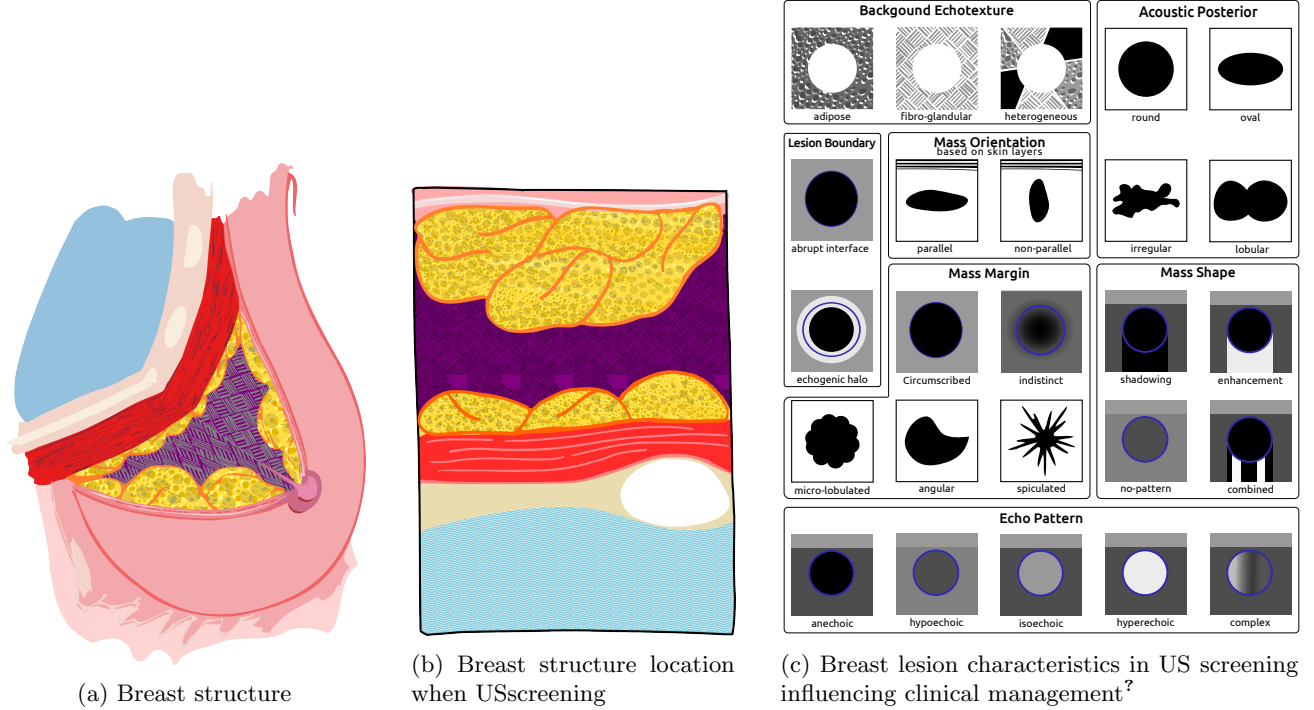 Backgound Echotexture
adipose
fibro-glandular
heterogeneous
Acoustic Posterior
round
oval
irregular
lobular
Lesion Boundary
abrupt interface
echogenic halo
Mass Orientation
based on skin layers
parallel
non-parallel
Mass Margin
Circumscribed
indistinct
micro-lobulated
angular
spiculated
Mass Shape
shadowing
enhancement
no-pattern
combined
Echo Pattern
anechoic
hypoechoic
isoechoic
hyperechoic
complex
(a) Breast structure
(b) Breast structure location
when USscreening
(c) Breast lesion characteristics in US screening
influencing clinical management?